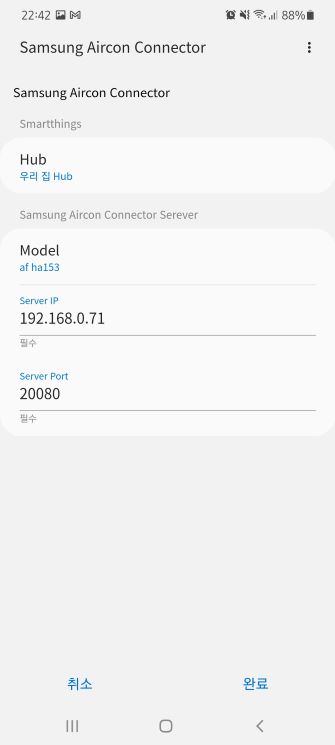 22:42
88%
Samsung Aircon Connector
Samsung Aircon Connector
Smartthings
Hub
우리 집 Hub
Samsung Aircon Connector Serever
Model
af ha153
Server IP
192.168.0.71
필수
Server Port
20080
필수
취소
완료